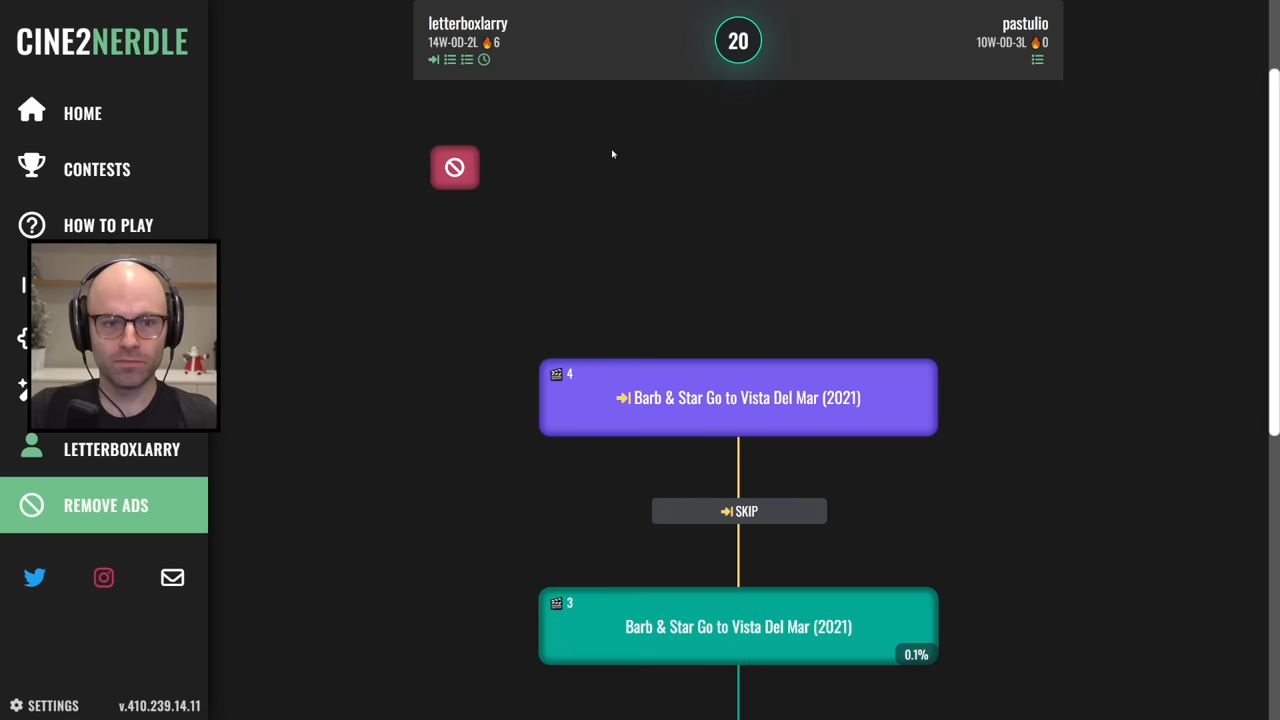 CINE2NERDLE
HOME
CONTESTS
HOW TO PLAY
LETTERBOXLARRY
REMOVE ADS
SETTINGS
v.410.239.14.11
letterboxlarry
14W-0D-2L 🔥6
20
pastulio
10W-0D-3L 🔥0
4
Barb & Star Go to Vista Del Mar (2021)
SKIP
3
Barb & Star Go to Vista Del Mar (2021)
0.1%